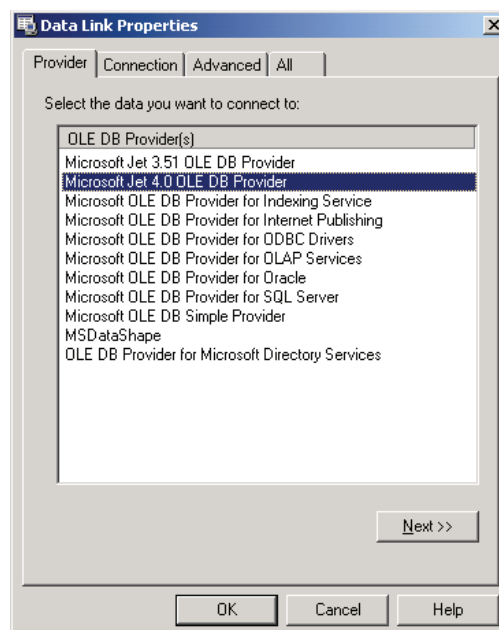 Data Link Properties
Provider Connection Advanced All
Select the data you want to connect to:
OLE DB Provider(s)
Microsoft Jet 3.51 OLE DB Provider
Microsoft Jet 4.0 OLE DB Provider
Microsoft OLE DB Provider for Indexing Service
Microsoft OLE DB Provider for Internet Publishing
Microsoft OLE DB Provider for ODBC Drivers
Microsoft OLE DB Provider for OLAP Services
Microsoft OLE DB Provider for Oracle
Microsoft OLE DB Provider for SQL Server
Microsoft OLE DB Simple Provider
MSDataShape
OLE DB Provider for Microsoft Directory Services
Next >>
OK Cancel Help